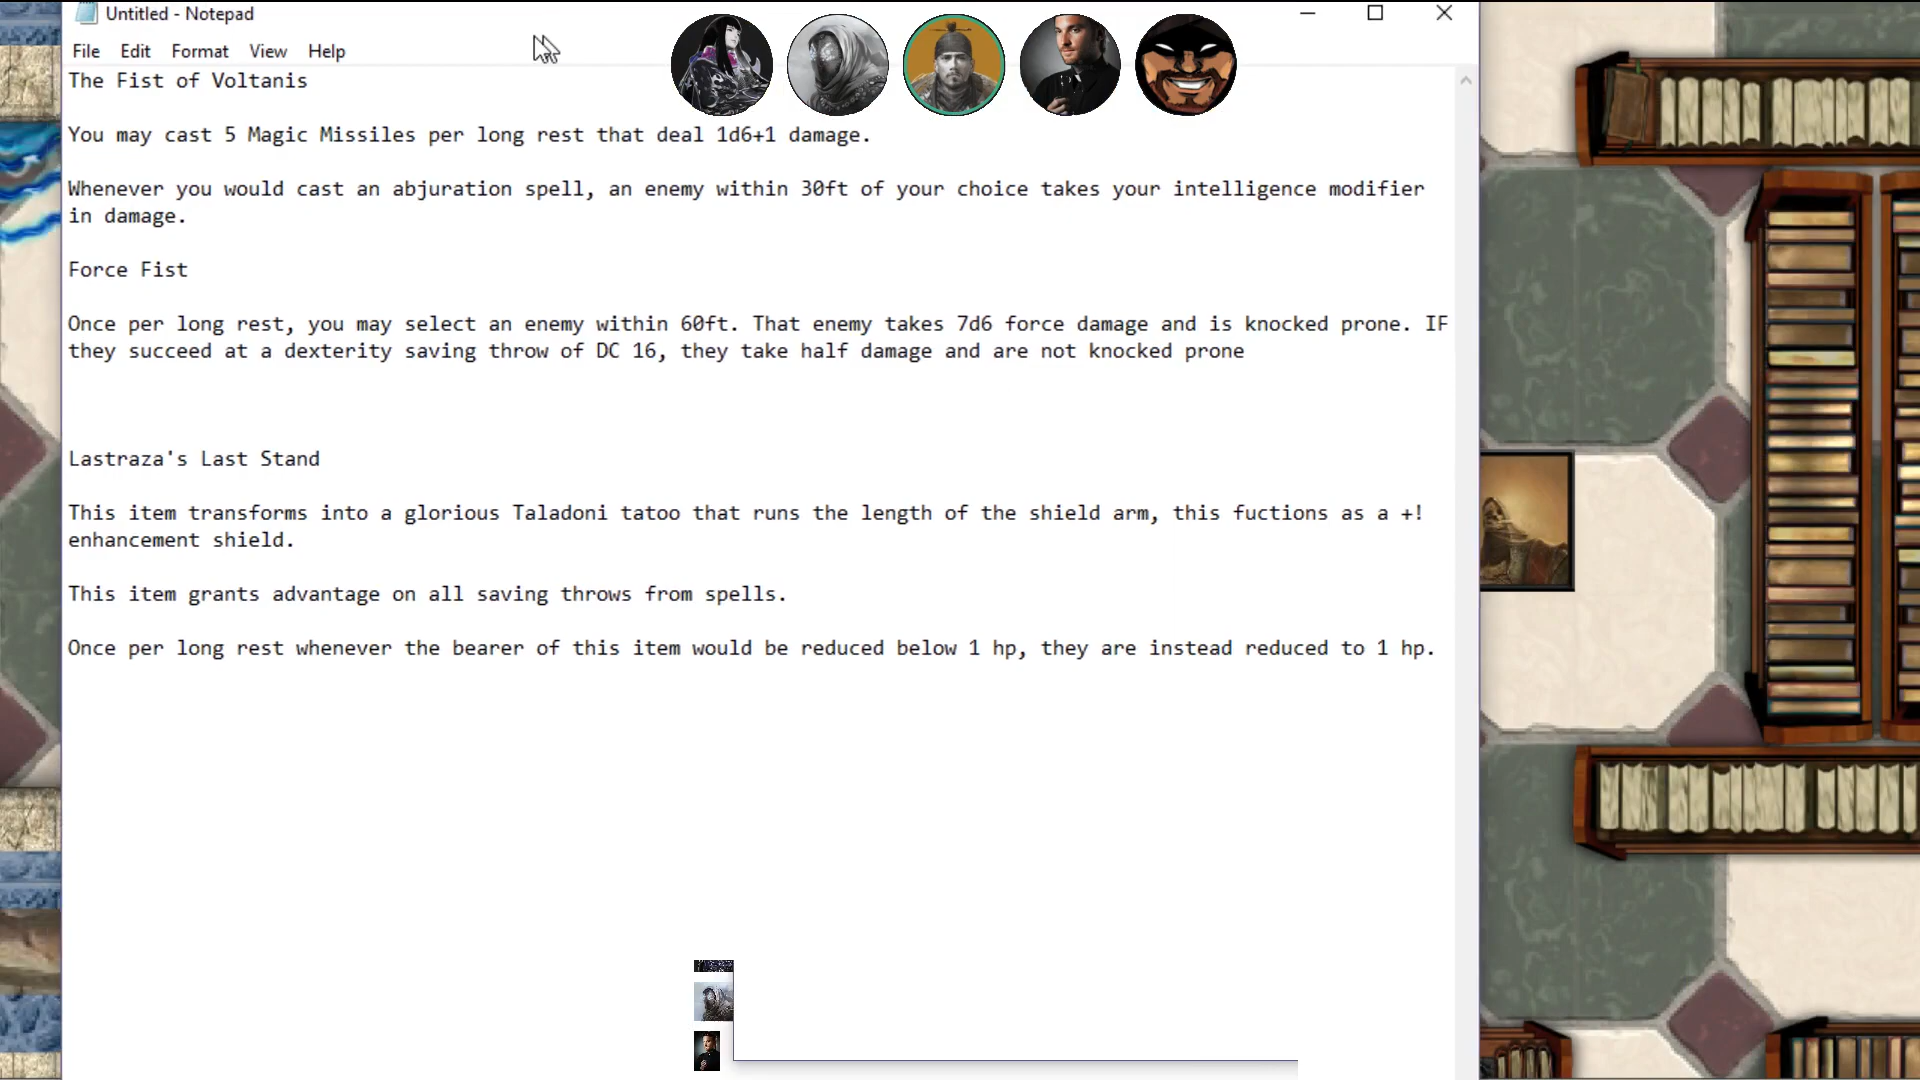 Untitled - Notepad
File Edit Format View Help
The Fist of Voltanis
You may cast 5 Magic Missiles per long rest that deal 1d6+1 damage.
Whenever you would cast an abjuration spell, an enemy within 30ft of your choice takes your intelligence modifier
in damage.
Force Fist
Once per long rest, you may select an enemy within 60ft. That enemy takes 7d6 force damage and is knocked prone. IF
they succeed at a dexterity saving throw of DC 16, they take half damage and are not knocked prone
Lastraza's Last Stand
This item transforms into a glorious Taladoni tatoo that runs the length of the shield arm, this fuctions as a +!
enhancement shield.
This item grants advantage on all saving throws from spells.
Once per long rest whenever the bearer of this item would be reduced below 1 hp, they are instead reduced to 1 hp.